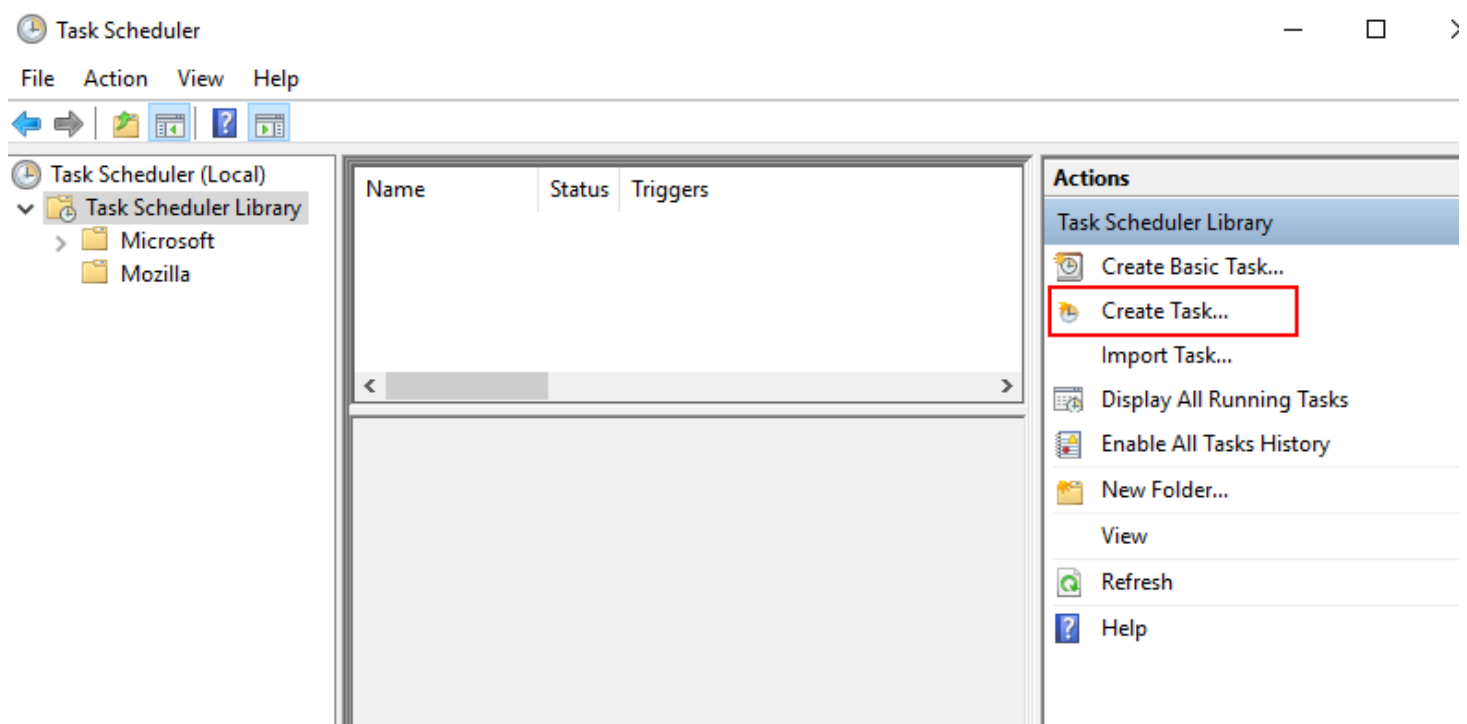 Task Scheduler
File Action View Help
Task Scheduler (Local)
Task Scheduler Library
Microsoft
Mozilla
Name Status Triggers
Actions
Task Scheduler Library
Create Basic Task...
Create Task...
Import Task...
Display All Running Tasks
Enable All Tasks History
New Folder...
View
Refresh
Help